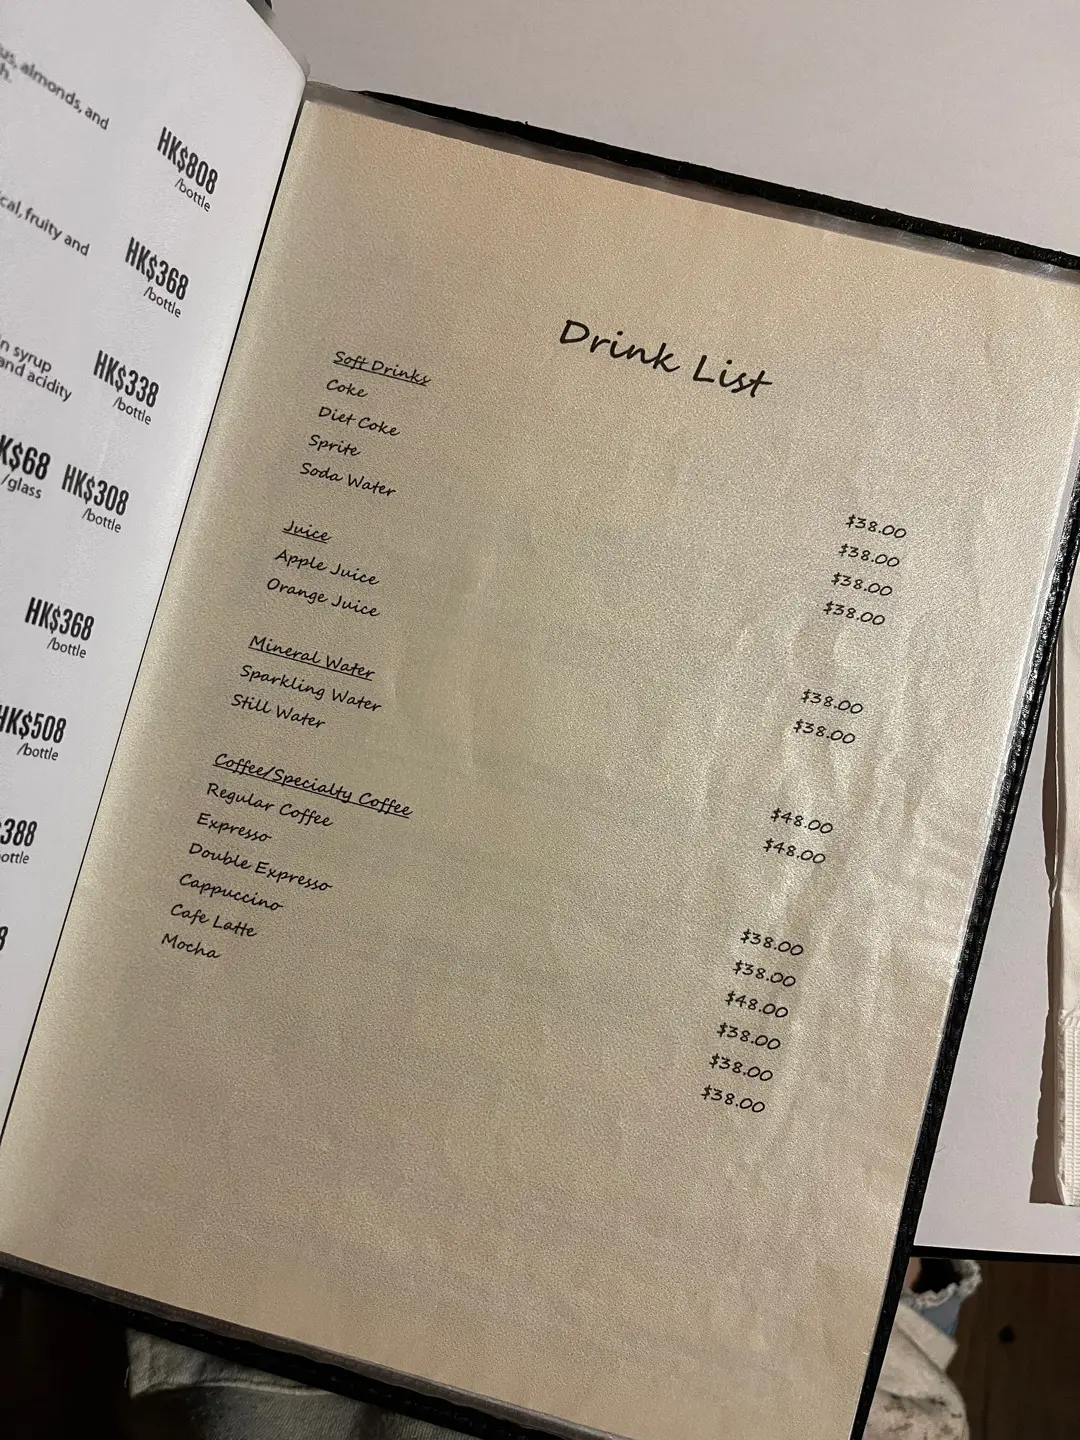 us, almonds, and
h.
HK$808
/bottle
cal, fruity and
HK$368
/bottle
n syrup
and acidity
HK$338
/bottle
K$68 HK$308
/glass /bottle
HK$368
/bottle
HK$508
/bottle
388
ottle
8
Drink List
Soft Drinks
Coke $38.00
Diet Coke $38.00
Sprite $38.00
Soda Water $38.00
Juice
Apple Juice $38.00
Orange Juice $38.00
Mineral Water
Sparkling Water $48.00
Still Water $48.00
Coffee/Specialty Coffee
Regular Coffee $38.00
Expresso $38.00
Double Expresso $48.00
Cappuccino $38.00
Cafe Latte $38.00
Mocha $38.00